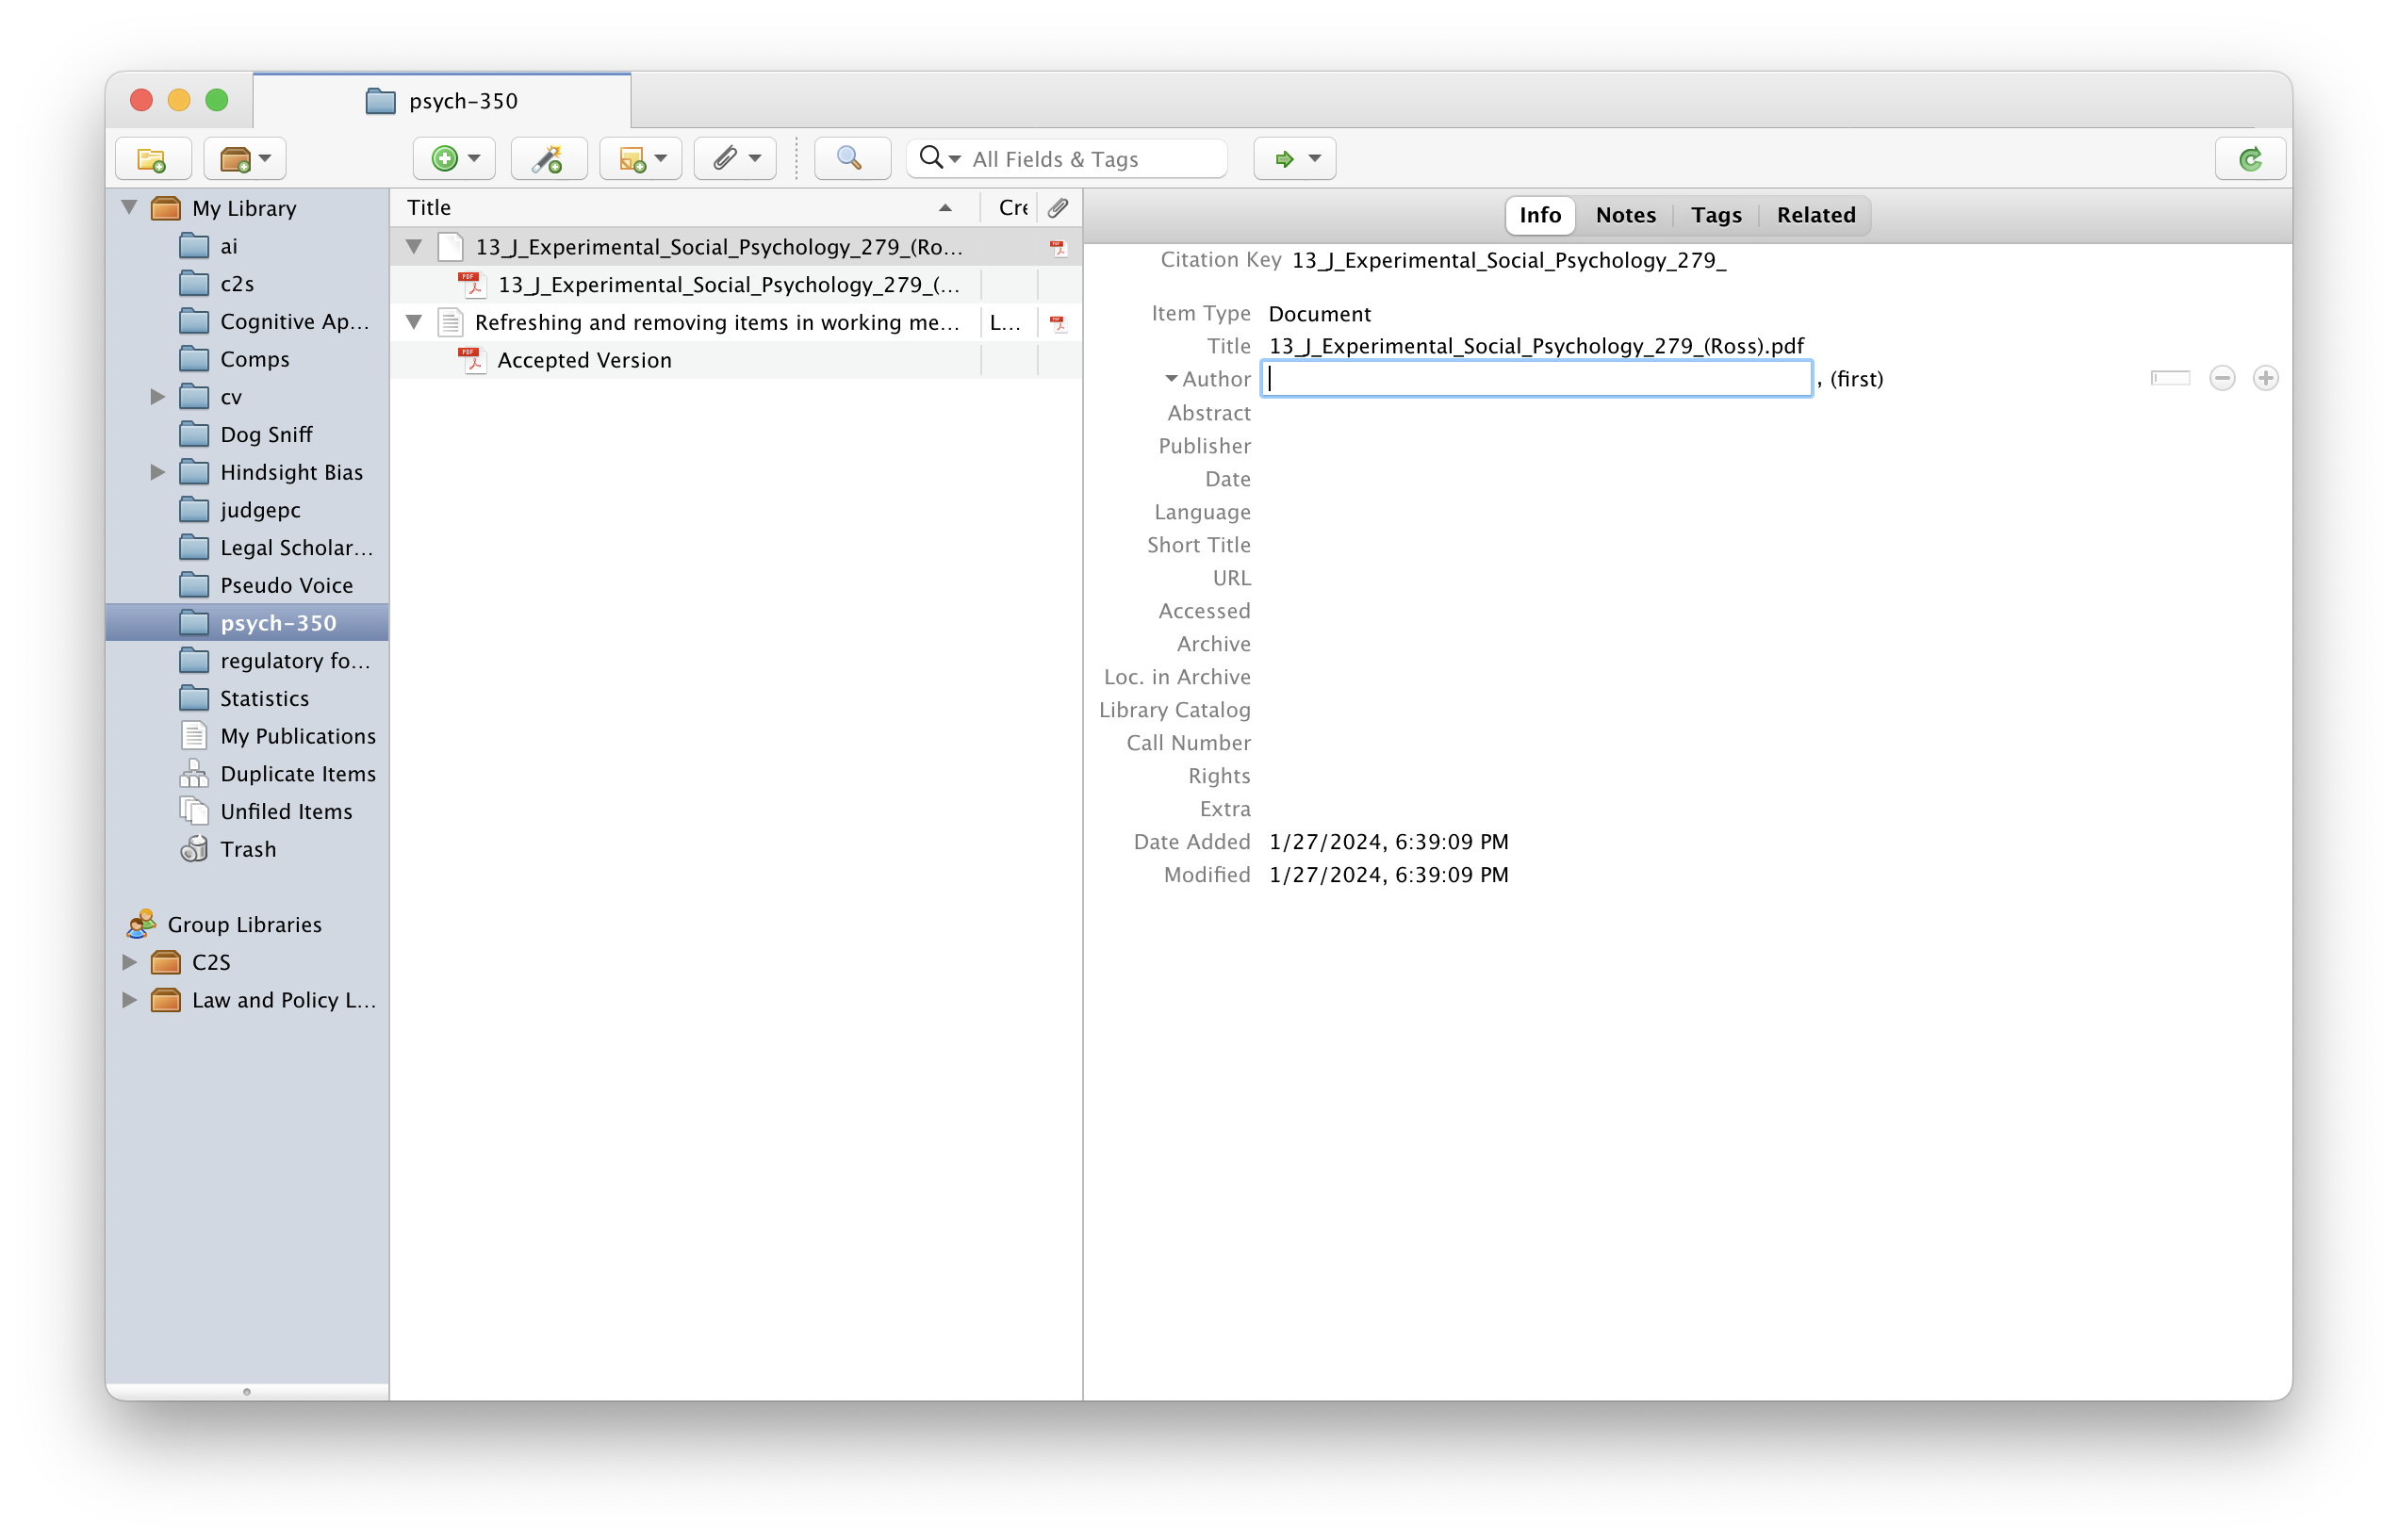 psych-350
All Fields & Tags
My Library
ai
c2s
Cognitive Ap...
Comps
cv
Dog Sniff
Hindsight Bias
judgepc
Legal Scholar...
Pseudo Voice
psych-350
regulatory fo...
Statistics
My Publications
Duplicate Items
Unfiled Items
Trash
Group Libraries
C2S
Law and Policy L...
Title
Cre
13_J_Experimental_Social_Psychology_279_(Ro...
13_J_Experimental_Social_Psychology_279_(...
Refreshing and removing items in working me... L...
Accepted Version
Info Notes Tags Related
Citation Key 13_J_Experimental_Social_Psychology_279_
Item Type Document
Title 13_J_Experimental_Social_Psychology_279_(Ross).pdf
Author , (first)
Abstract
Publisher
Date
Language
Short Title
URL
Accessed
Archive
Loc. in Archive
Library Catalog
Call Number
Rights
Extra
Date Added 1/27/2024, 6:39:09 PM
Modified 1/27/2024, 6:39:09 PM